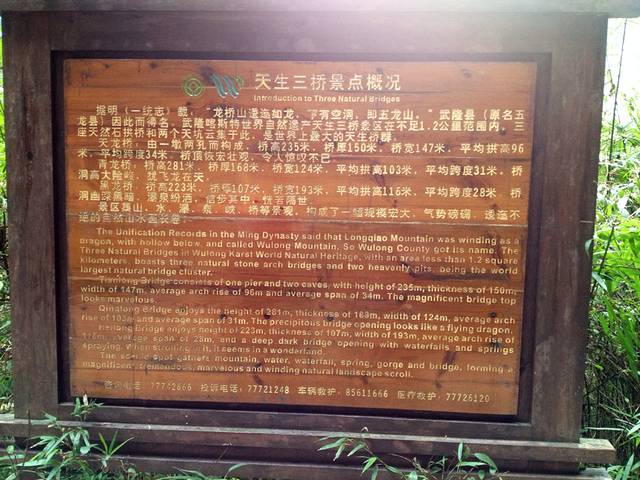 天生三桥景点概况
Introduction to Three Natural Bridges
据明《一统志》载，“龙桥山逶迤如龙，下有空洞，即五龙山。”武隆县（原名五
龙县）因此而得名。武隆喀斯特世界自然遗产天生三桥景区在不足1.2公里范围内，三
座天然石拱桥和两个天坑云集于此，是世界上最大的天生桥群。
天龙桥，由一墩两孔而构成，桥高235米，桥厚150米，桥宽147米，平均拱高96
米，平均跨度34米。桥顶恢宏壮观，令人惊叹不已。
青龙桥，桥高281米，桥厚168米，桥宽124米，平均拱高103米，平均跨度31米。桥
洞高大险峻，犹飞龙在天。
黑龙桥，桥高223米，桥厚107米，桥宽193米，平均拱高116米，平均跨度28米。桥
洞幽深黑暗，瀑泉纷洒，信步其中，恍若隔世。
景区集山、水、瀑、泉、峡、桥等景观，构成了一幅规模宏大、气势磅礴、逶迤不
绝的自然山水画长卷。
The Unification Records in the Ming Dynasty said that Longqiao Mountain was winding as a
dragon, with hollow below, and called Wulong Mountain. So Wulong County got its name. The
Three Natural Bridges in Wulong Karst World Natural Heritage, with an area less than 1.2 square
kilometers, boasts three natural stone arch bridges and two heavenly pits, being the world
largest natural bridge cluster.
Tianlong Bridge consists of one pier and two caves, with height of 235m, thickness of 150m,
width of 147m, average arch rise of 96m and average span of 34m. The magnificent bridge top
looks marvelous.
Qinglong Bridge enjoys the height of 281m, thickness of 168m, width of 124m, average arch
rise of 103m and average span of 31m. The precipitous bridge opening looks like a flying dragon.
Heilong Bridge enjoys height of 223m, thickness of 107m, width of 193m, average arch rise of
116m, average span of 28m, and a deep dark bridge opening with waterfalls and springs
spraying. When strolling in it, it seems in a wonderland.
The scenic spot gathers mountain, water, waterfall, spring, gorge and bridge, forming a
magnificent, tremendous, marvelous and winding natural landscape scroll.
咨询电话：77742666 投诉电话：77721248 车辆救护：85611666 医疗救护：77726120